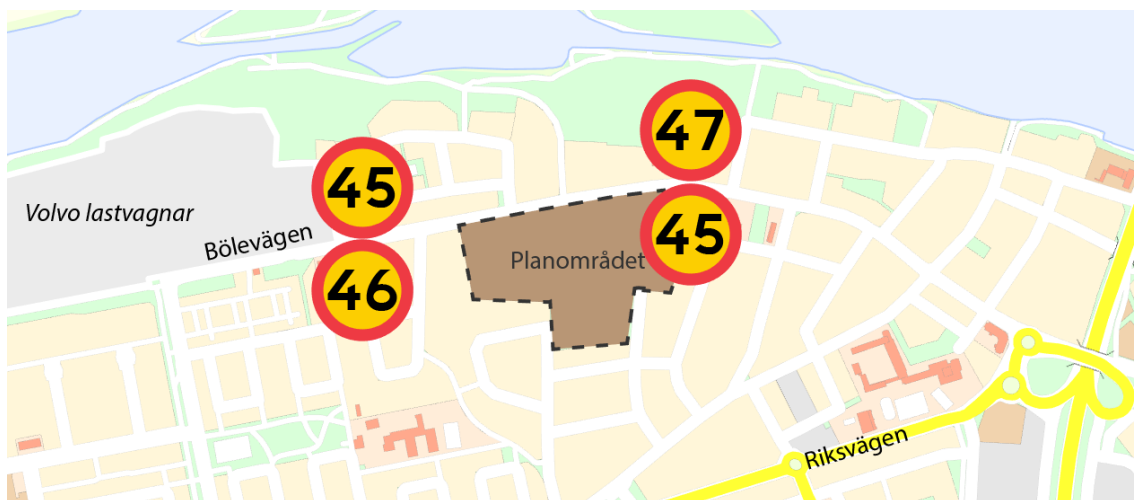 47
45
Volvo lastvagnar
45
Bölevägen
Planområdet
46
Riksvägen